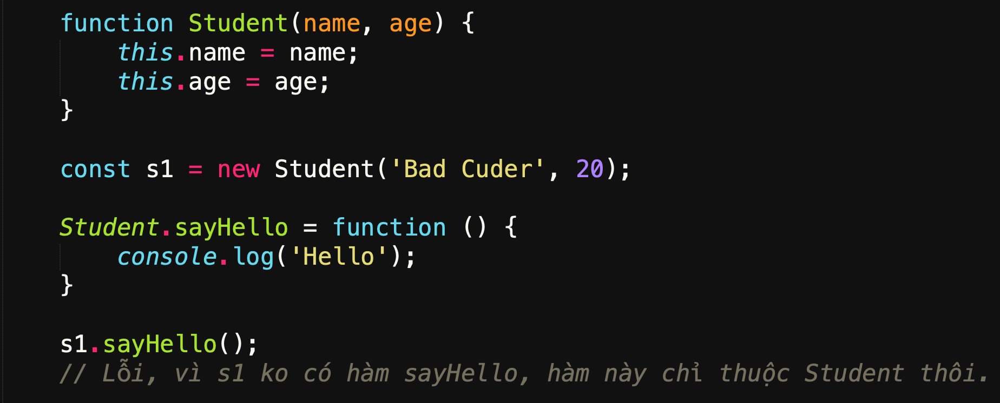 function Student(name, age) {
this.name = name;
this.age = age;
}
const s1 = new Student('Bad Cuder', 20);
Student.sayHello = function () {
console.log('Hello');
}
s1.sayHello();
// Lỗi, vì s1 ko có hàm sayHello, hàm này chỉ thuộc Student thôi.